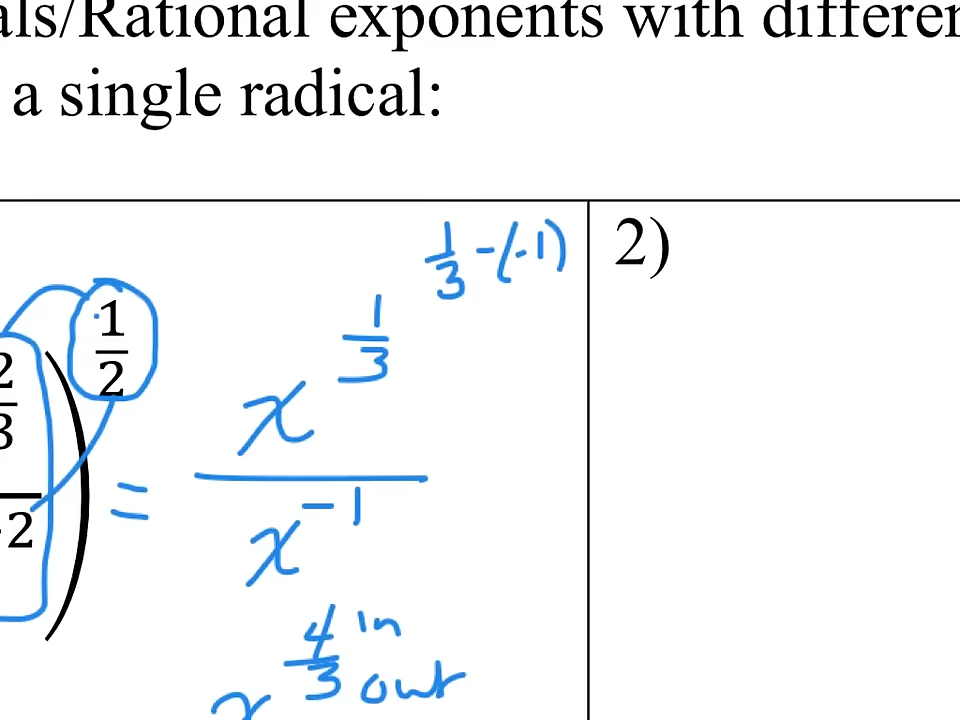 als/Rational exponents with differen
a single radical:
1/3 -(-1) 2)
(2/3 / -2)^(1/2) = x^(1/3) / x^(-1)
x^(4/3) in out